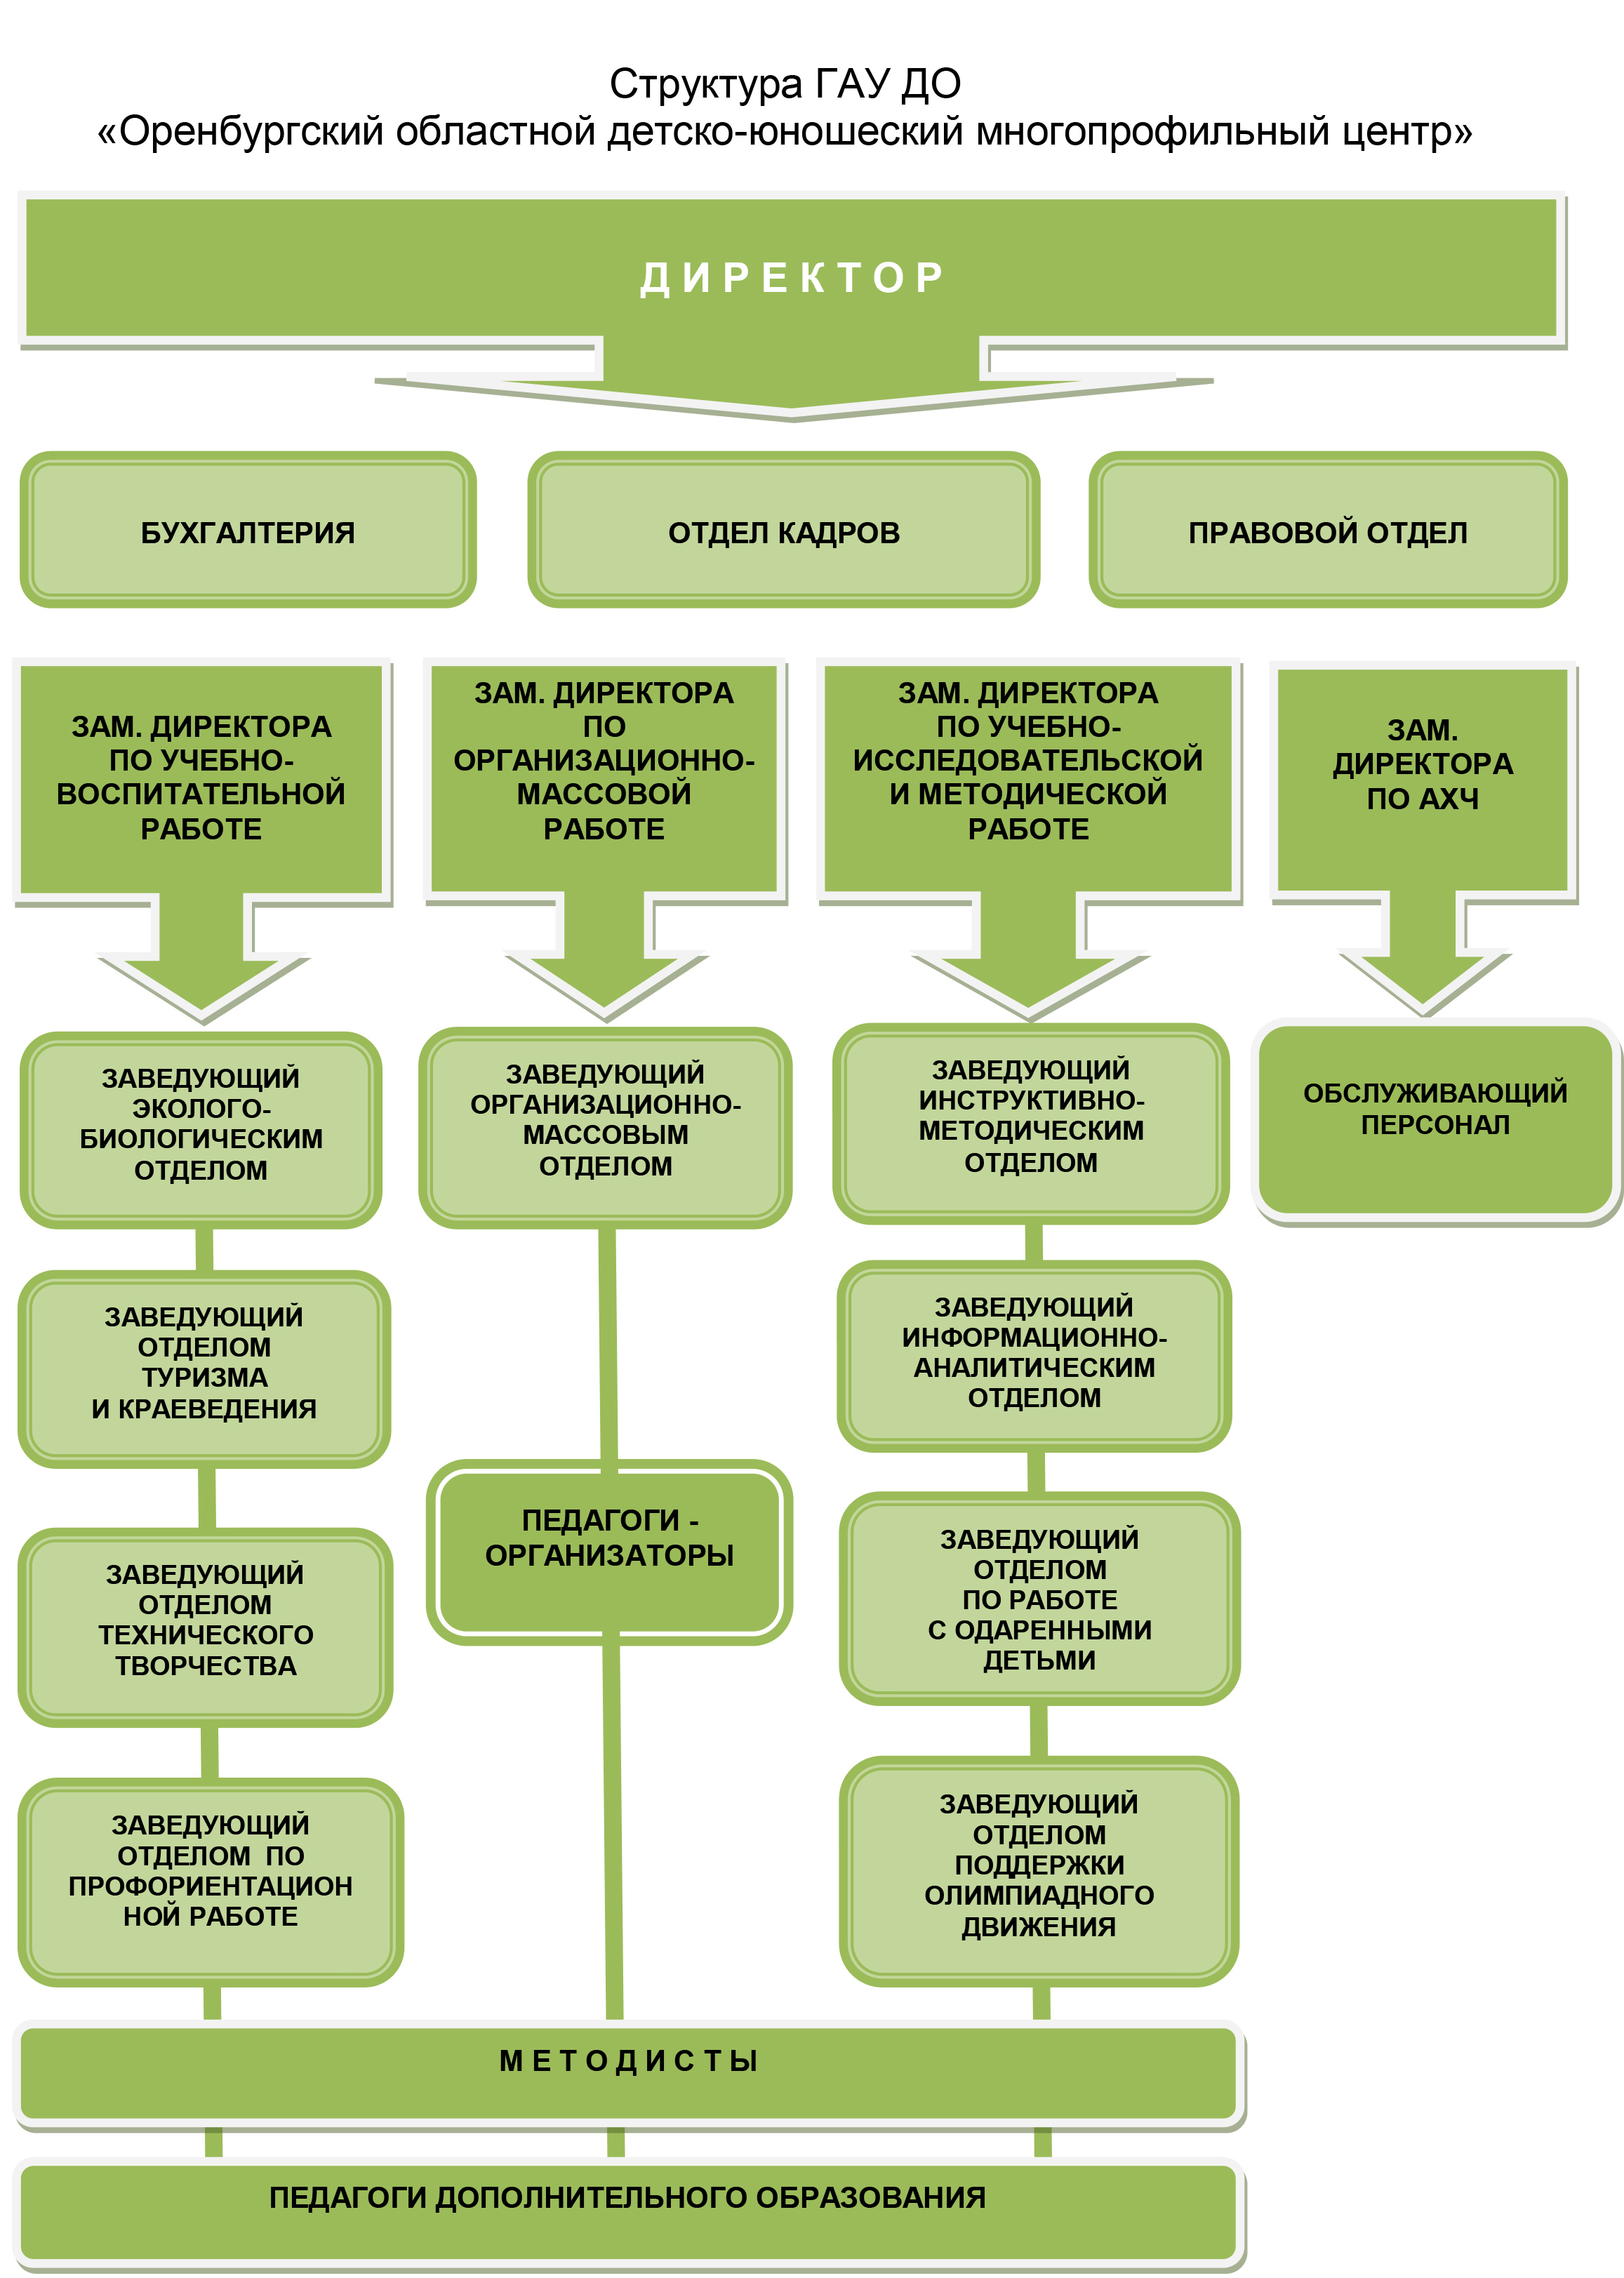 Структура ГАУ ДО
«Оренбургский областной детско-юношеский многопрофильный центр»
Д И Р Е К Т О Р
БУХГАЛТЕРИЯ
ОТДЕЛ КАДРОВ
ПРАВОВОЙ ОТДЕЛ
ЗАМ. ДИРЕКТОРА
ПО УЧЕБНО-
ВОСПИТАТЕЛЬНОЙ
РАБОТЕ
ЗАМ. ДИРЕКТОРА
ПО
ОРГАНИЗАЦИОННО-
МАССОВОЙ
РАБОТЕ
ЗАМ. ДИРЕКТОРА
ПО УЧЕБНО-
ИССЛЕДОВАТЕЛЬСКОЙ
И МЕТОДИЧЕСКОЙ
РАБОТЕ
ЗАМ.
ДИРЕКТОРА
ПО АХЧ
ЗАВЕДУЮЩИЙ
ЭКОЛОГО-
БИОЛОГИЧЕСКИМ
ОТДЕЛОМ
ЗАВЕДУЮЩИЙ
ОРГАНИЗАЦИОННО-
МАССОВЫМ
ОТДЕЛОМ
ЗАВЕДУЮЩИЙ
ИНСТРУКТИВНО-
МЕТОДИЧЕСКИМ
ОТДЕЛОМ
ОБСЛУЖИВАЮЩИЙ
ПЕРСОНАЛ
ЗАВЕДУЮЩИЙ
ОТДЕЛОМ
ТУРИЗМА
И КРАЕВЕДЕНИЯ
ЗАВЕДУЮЩИЙ
ИНФОРМАЦИОННО-
АНАЛИТИЧЕСКИМ
ОТДЕЛОМ
ПЕДАГОГИ -
ОРГАНИЗАТОРЫ
ЗАВЕДУЮЩИЙ
ОТДЕЛОМ
ТЕХНИЧЕСКОГО
ТВОРЧЕСТВА
ЗАВЕДУЮЩИЙ
ОТДЕЛОМ
ПО РАБОТЕ
С ОДАРЕННЫМИ
ДЕТЬМИ
ЗАВЕДУЮЩИЙ
ОТДЕЛОМ  ПО
ПРОФОРИЕНТАЦИОН
НОЙ РАБОТЕ
ЗАВЕДУЮЩИЙ
ОТДЕЛОМ
ПОДДЕРЖКИ
ОЛИМПИАДНОГО
ДВИЖЕНИЯ
М Е Т О Д И С Т Ы
ПЕДАГОГИ ДОПОЛНИТЕЛЬНОГО ОБРАЗОВАНИЯ